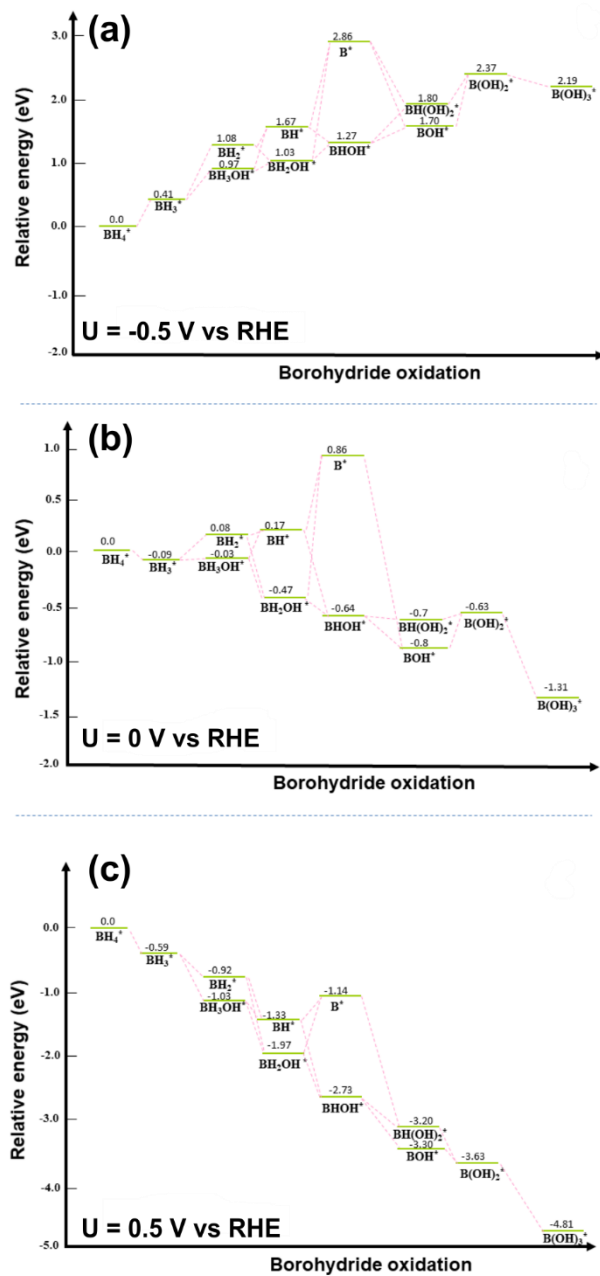 (a)
3.0
2.0
1.0
0.0
-1.0
-2.0
Relative energy (eV)
0.0
BH₄*
0.41
BH₃*
1.08
BH₂*
0.97
BH₃OH*
1.67
BH*
1.03
BH₂OH*
2.86
B*
1.27
BHOH*
1.80
BH(OH)₂*
1.70
BOH*
2.37
B(OH)₂*
2.19
B(OH)₃*
U = -0.5 V vs RHE
Borohydride oxidation
(b)
1.0
0.5
0.0
-0.5
-1.0
-1.5
-2.0
Relative energy (eV)
0.0
BH₄*
-0.09
BH₃*
0.08
BH₂*
-0.03
BH₃OH*
0.17
BH*
-0.47
BH₂OH*
0.86
B*
-0.64
BHOH*
-0.7
BH(OH)₂*
-0.8
BOH*
-0.63
B(OH)₂*
-1.31
B(OH)₃*
U = 0 V vs RHE
Borohydride oxidation
(c)
0.0
-1.0
-2.0
-3.0
-4.0
-5.0
Relative energy (eV)
0.0
BH₄*
-0.59
BH₃*
-0.92
BH₂*
-1.03
BH₃OH*
-1.33
BH*
-1.97
BH₂OH*
-1.14
B*
-2.73
BHOH*
-3.20
BH(OH)₂*
-3.30
BOH*
-3.63
B(OH)₂*
-4.81
B(OH)₃*
U = 0.5 V vs RHE
Borohydride oxidation